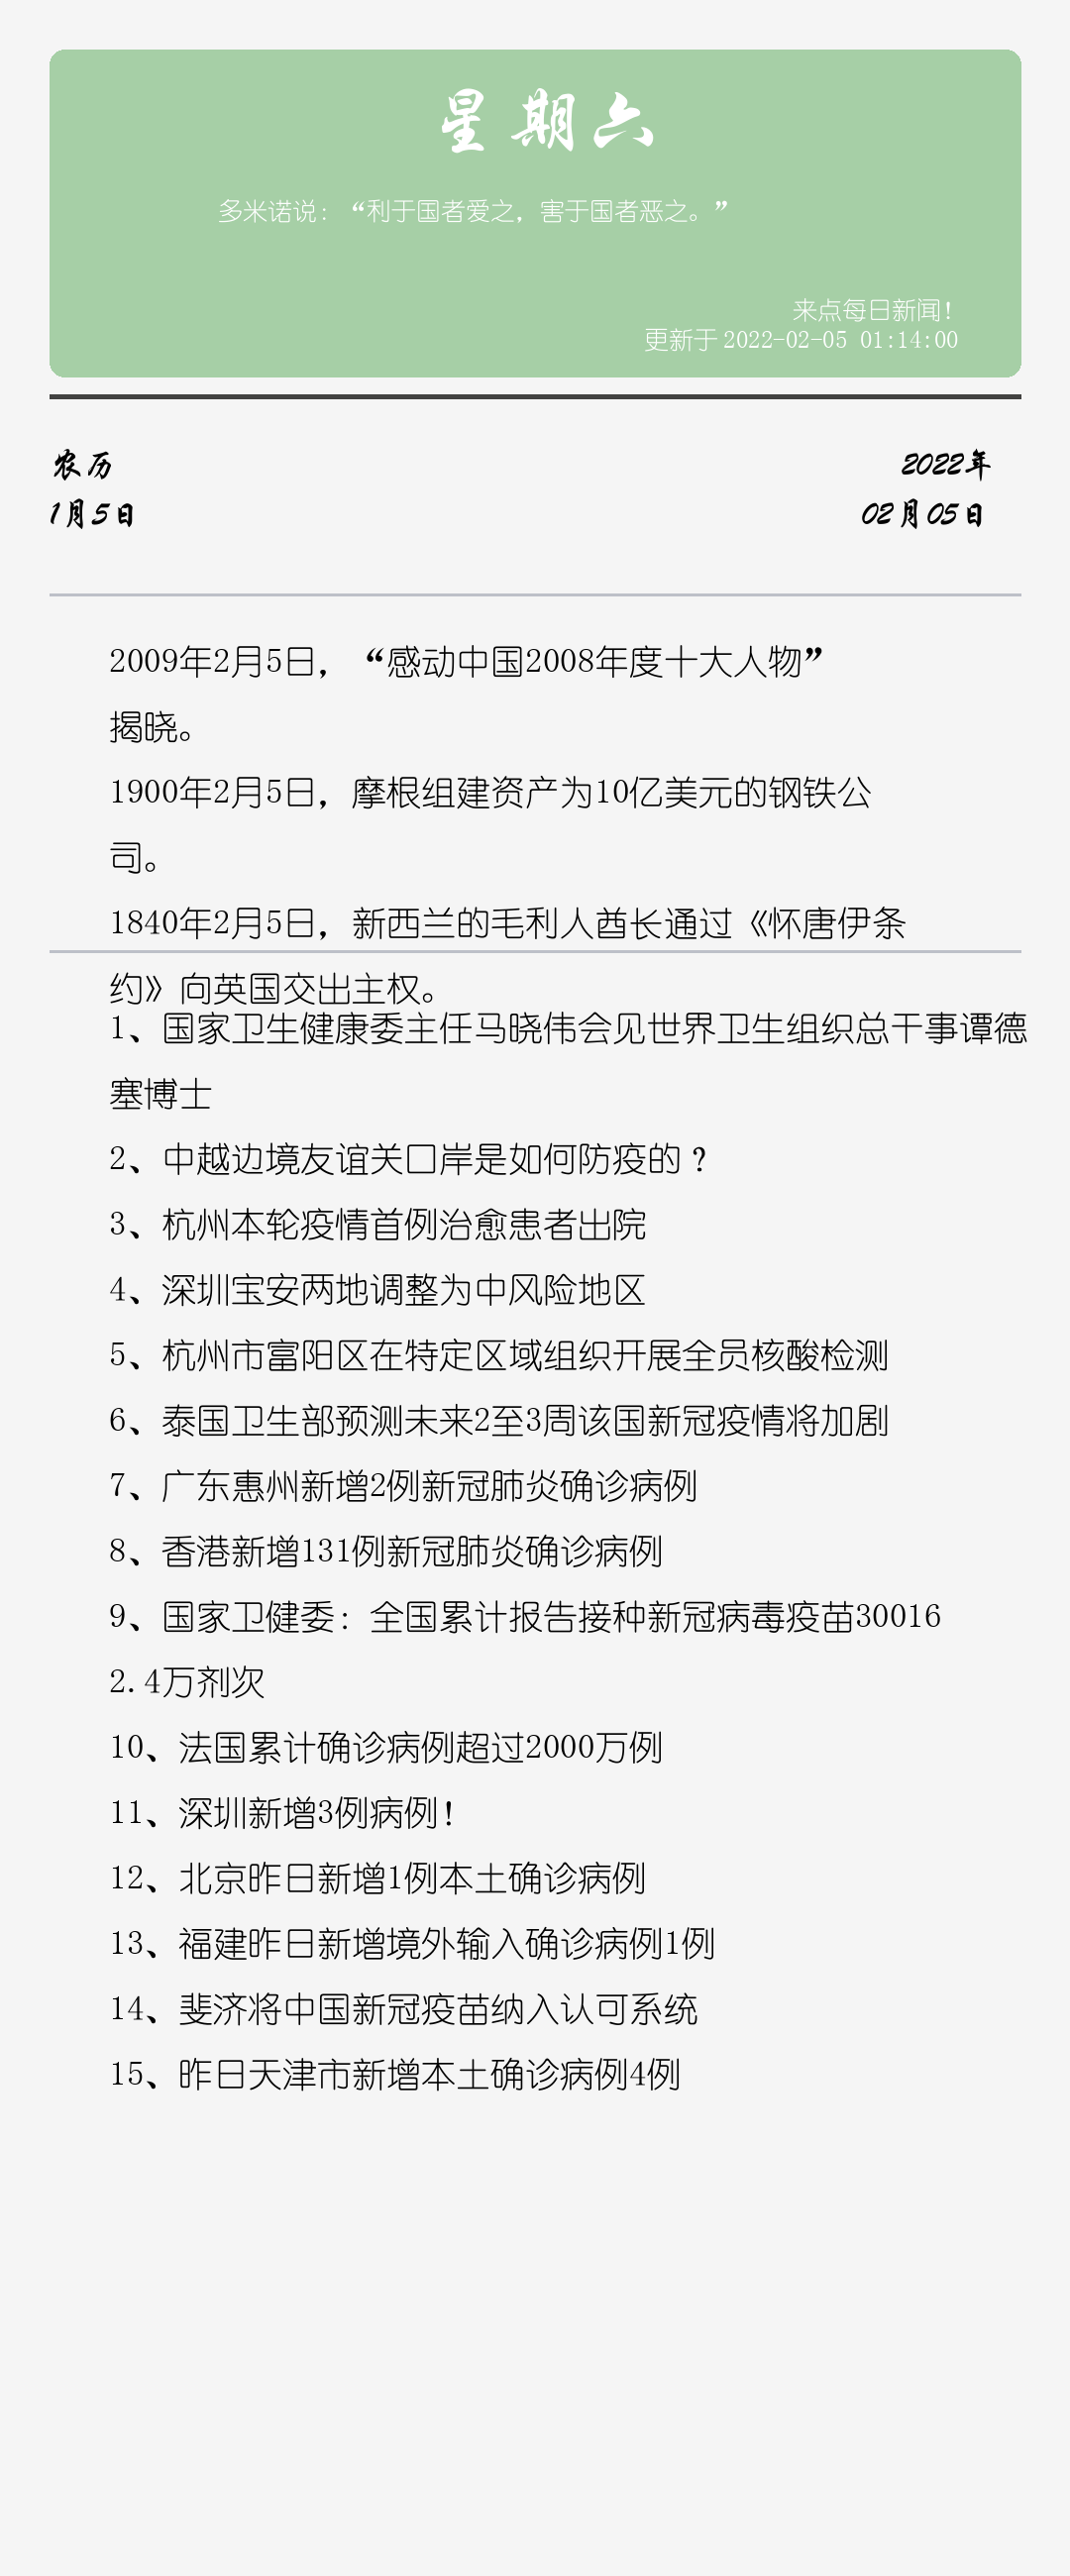 星期六
多米诺说：“利于国者爱之，害于国者恶之。”
来点每日新闻！
更新于 2022-02-05 01:14:00
农历
2022年
1月5日
02月05日
2009年2月5日，“感动中国2008年度十大人物”
揭晓。
1900年2月5日，摩根组建资产为10亿美元的钢铁公
司。
1840年2月5日，新西兰的毛利人酋长通过《怀唐伊条
约》向英国交出主权。
1、国家卫生健康委主任马晓伟会见世界卫生组织总干事谭德
塞博士
2、中越边境友谊关口岸是如何防疫的？
3、杭州本轮疫情首例治愈患者出院
4、深圳宝安两地调整为中风险地区
5、杭州市富阳区在特定区域组织开展全员核酸检测
6、泰国卫生部预测未来2至3周该国新冠疫情将加剧
7、广东惠州新增2例新冠肺炎确诊病例
8、香港新增131例新冠肺炎确诊病例
9、国家卫健委：全国累计报告接种新冠病毒疫苗30016
2.4万剂次
10、法国累计确诊病例超过2000万例
11、深圳新增3例病例！
12、北京昨日新增1例本土确诊病例
13、福建昨日新增境外输入确诊病例1例
14、斐济将中国新冠疫苗纳入认可系统
15、昨日天津市新增本土确诊病例4例